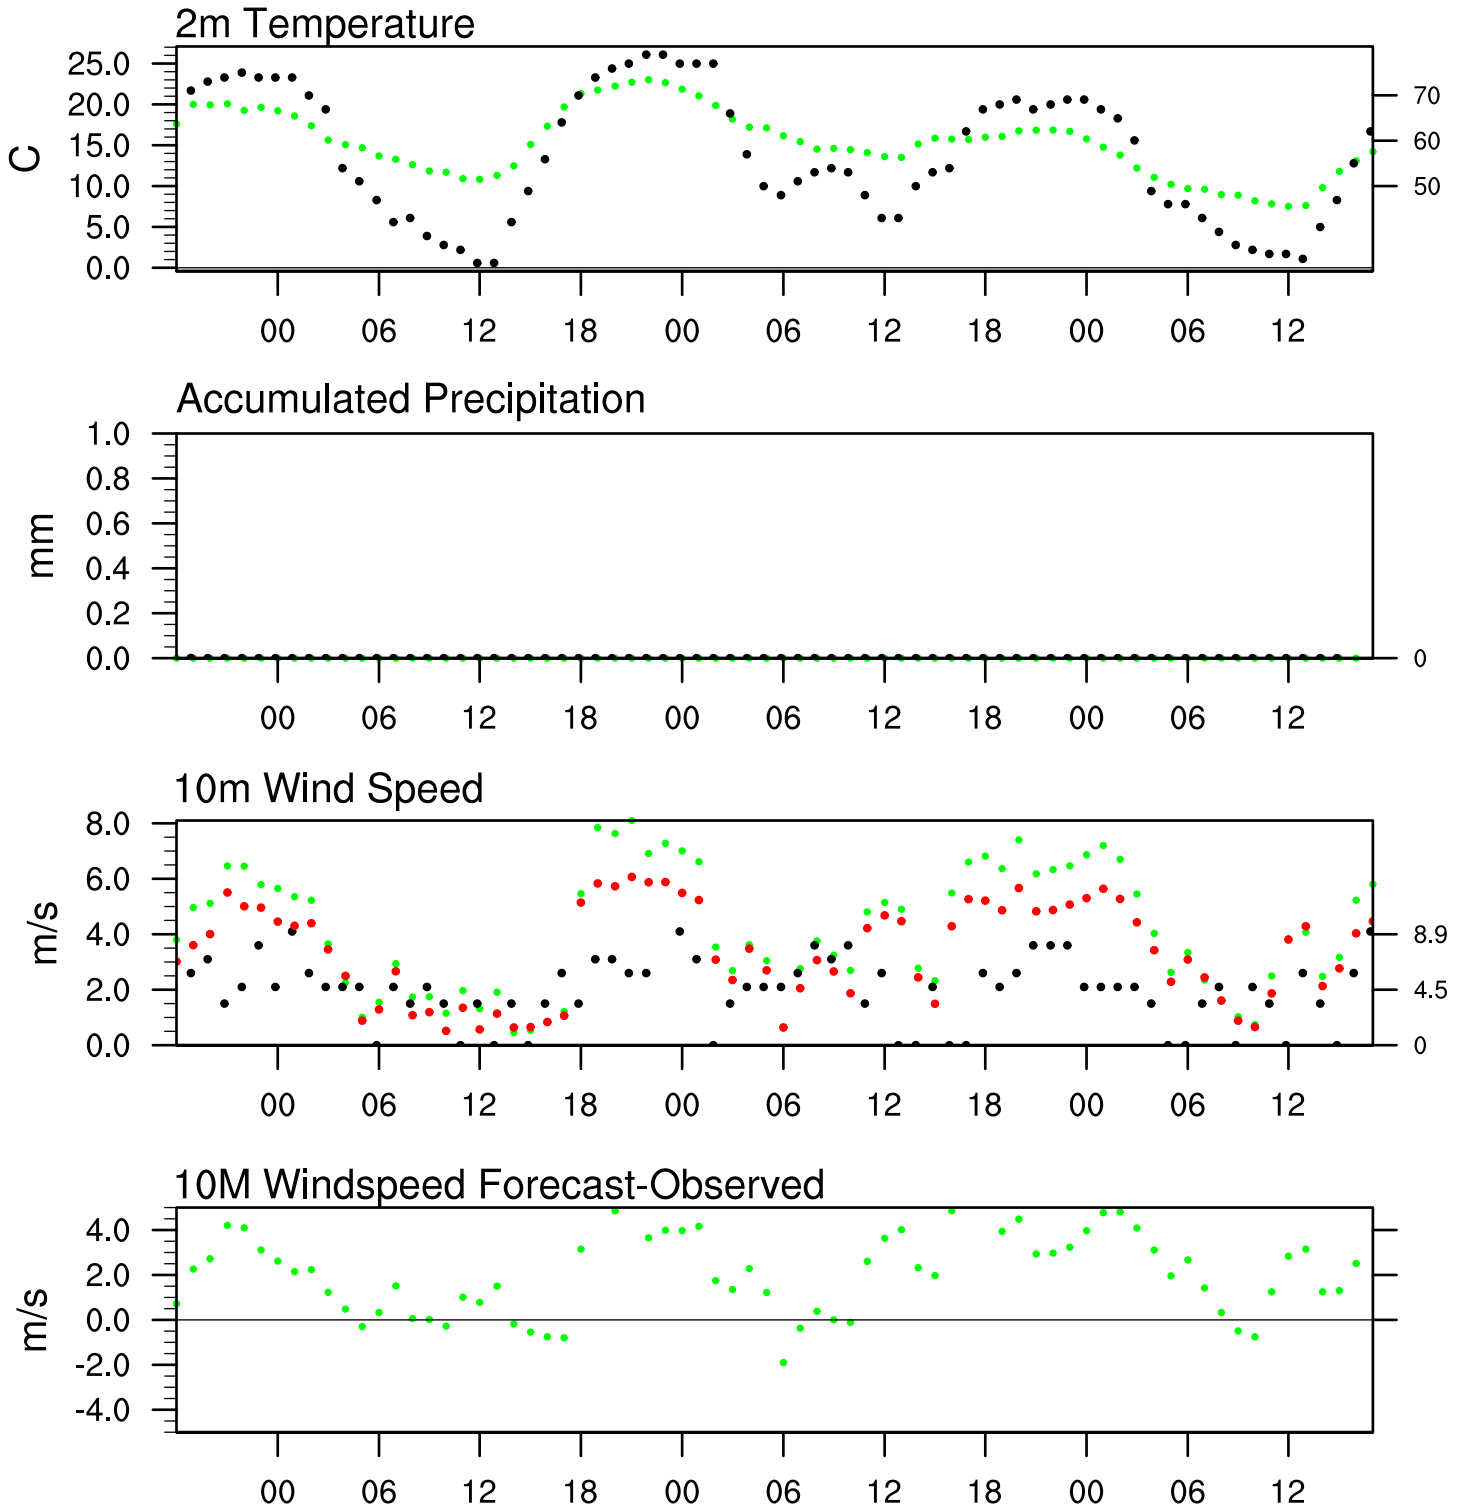 2m Temperature
25.0
20.0
15.0
10.0
5.0
0.0
C
70
60
50
00 06 12 18 00 06 12 18 00 06 12
Accumulated Precipitation
1.0
0.8
0.6
0.4
0.2
0.0
mm
0
00 06 12 18 00 06 12 18 00 06 12
10m Wind Speed
8.0
6.0
4.0
2.0
0.0
m/s
8.9
4.5
0
00 06 12 18 00 06 12 18 00 06 12
10M Windspeed Forecast-Observed
4.0
2.0
0.0
-2.0
-4.0
m/s
00 06 12 18 00 06 12 18 00 06 12